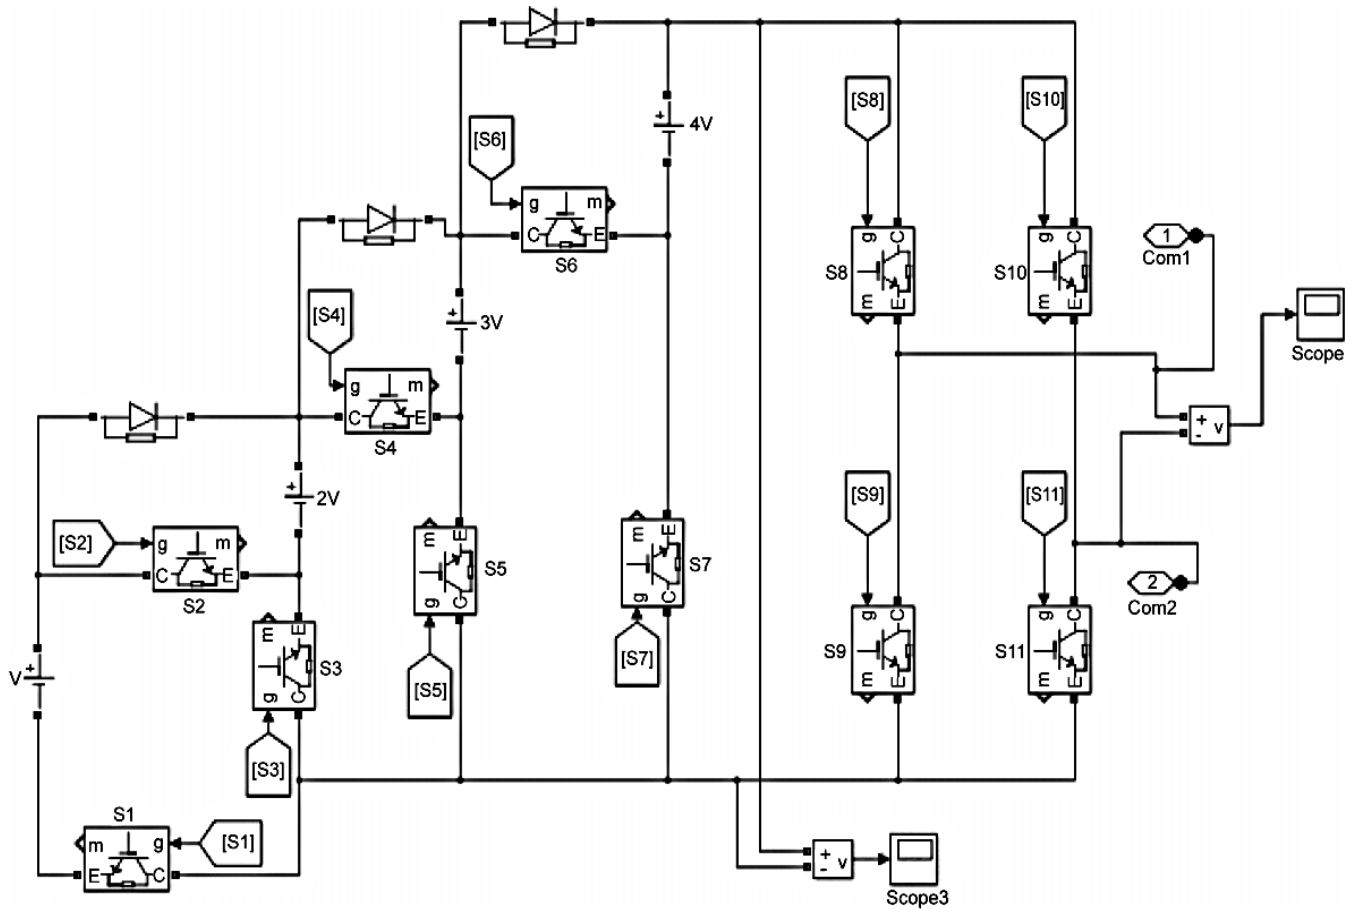 4V
[S6]
[S8]
[S10]
+
g
m
C
E
S6
g
C
S8
m
E
g
C
S10
m
E
1
Com1
[S4]
+
3V
g
m
C
E
S4
Scope
+
-
v
+
2V
[S9]
[S11]
[S2]
g
m
C
E
S2
m
E
S5
g
C
m
E
S7
g
C
2
Com2
m
E
S3
g
C
g
C
S9
m
E
g
C
S11
m
E
V
+
[S5]
[S7]
[S3]
S1
m
g
E
C
[S1]
+
-
v
Scope3
+